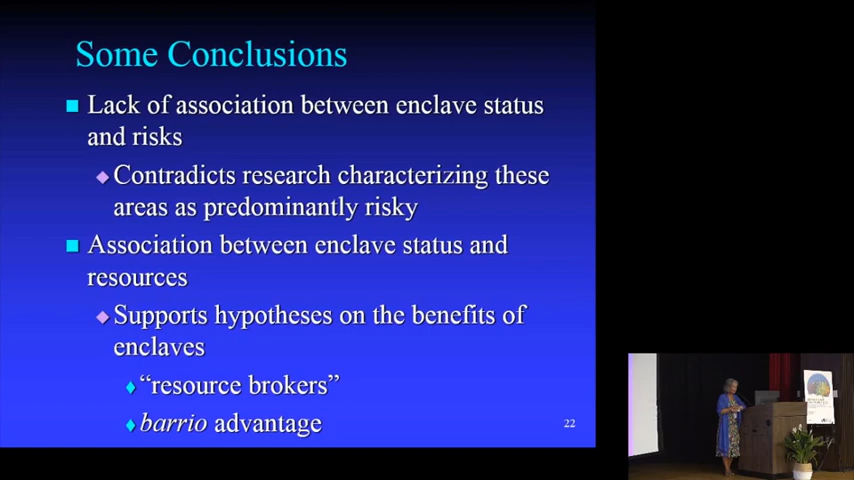 Some Conclusions
Lack of association between enclave status
and risks
Contradicts research characterizing these
areas as predominantly risky
Association between enclave status and
resources
Supports hypotheses on the benefits of
enclaves
“resource brokers”
barrio advantage
22